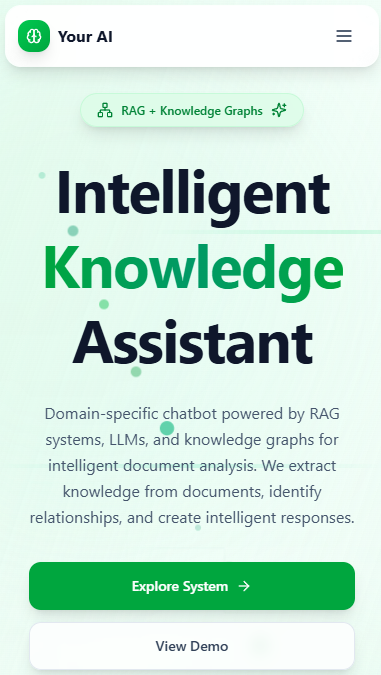 Your AI
RAG + Knowledge Graphs
Intelligent
Knowledge
Assistant
Domain-specific chatbot powered by RAG
systems, LLMs, and knowledge graphs for
intelligent document analysis. We extract
knowledge from documents, identify
relationships, and create intelligent responses.
Explore System
View Demo